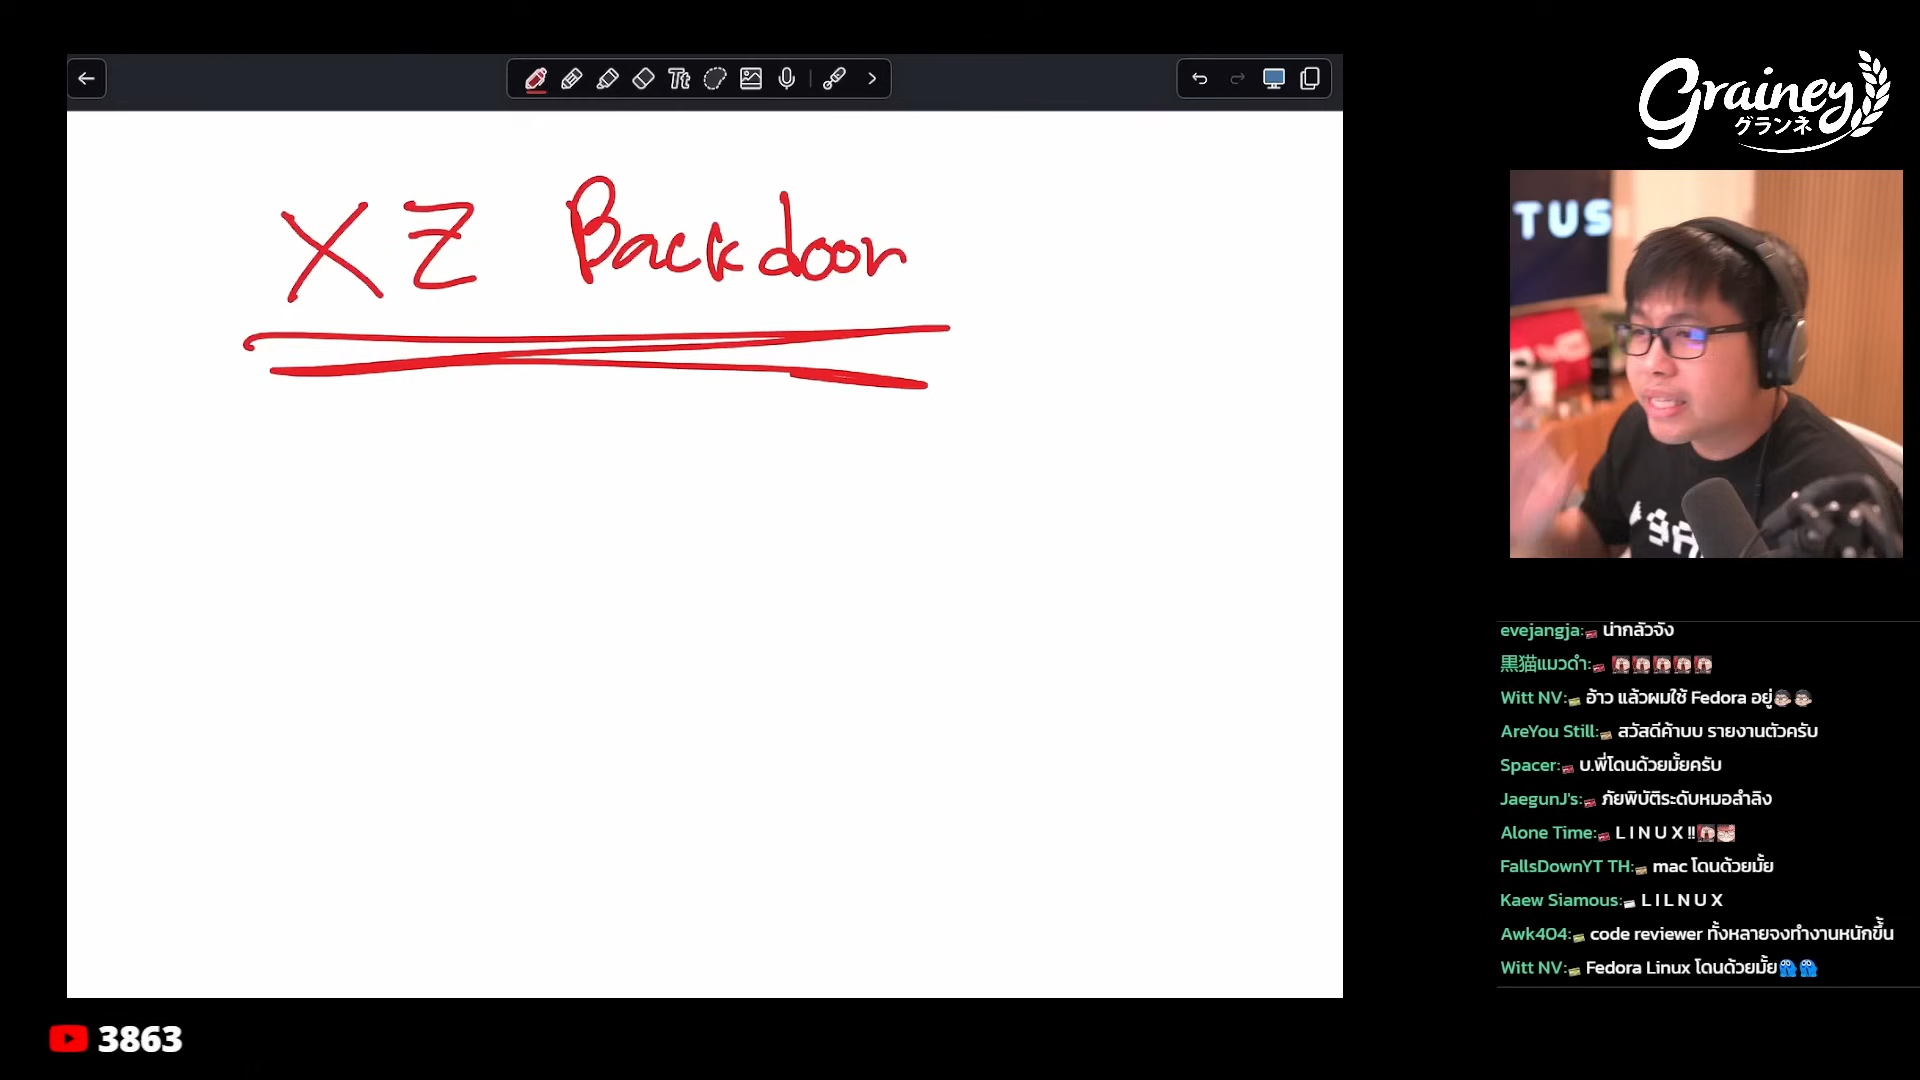 XZ Backdoor
Grainey
グランネ
TUS
evejangja: น่ากลัวจัง
黒猫แมวดำ:
Witt NV: อ้าว แล้วผมใช้ Fedora อยู่
AreYou Still: สวัสดีค้าบบ รายงานตัวครับ
Spacer: บ.พี่โดนด้วยมั้ยครับ
JaegunJ's: ภัยพิบัติระดับหมอลำลิง
Alone Time: L I N U X !!
FallsDownYT TH: mac โดนด้วยมั้ย
Kaew Siamous: L I L N U X
Awk404: code reviewer ทั้งหลายจงทำงานหนักขึ้้น
Witt NV: Fedora Linux โดนด้วยมั้ย
3863